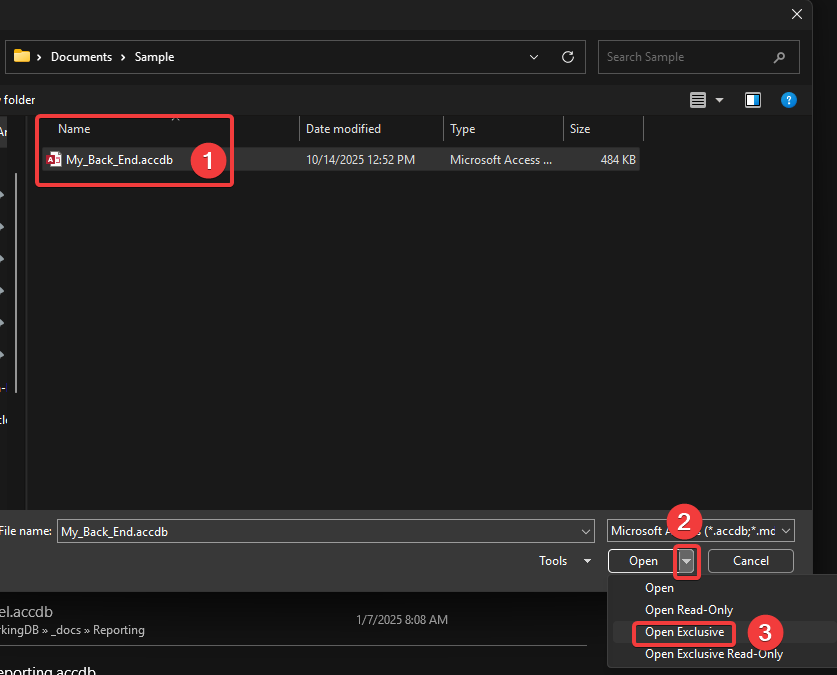 Documents > Sample
Search Sample
folder
Name
Date modified
Type
Size
My_Back_End.accdb
1
10/14/2025 12:52 PM
Microsoft Access ...
484 KB
File name:
My_Back_End.accdb
2
Microsoft (*.accdb;*.mc
Tools
Open
Cancel
Open
Open Read-Only
Open Exclusive
3
Open Exclusive Read-Only
el.accdb
rkingDB » _docs » Reporting
1/7/2025 8:08 AM
eporting.accdb